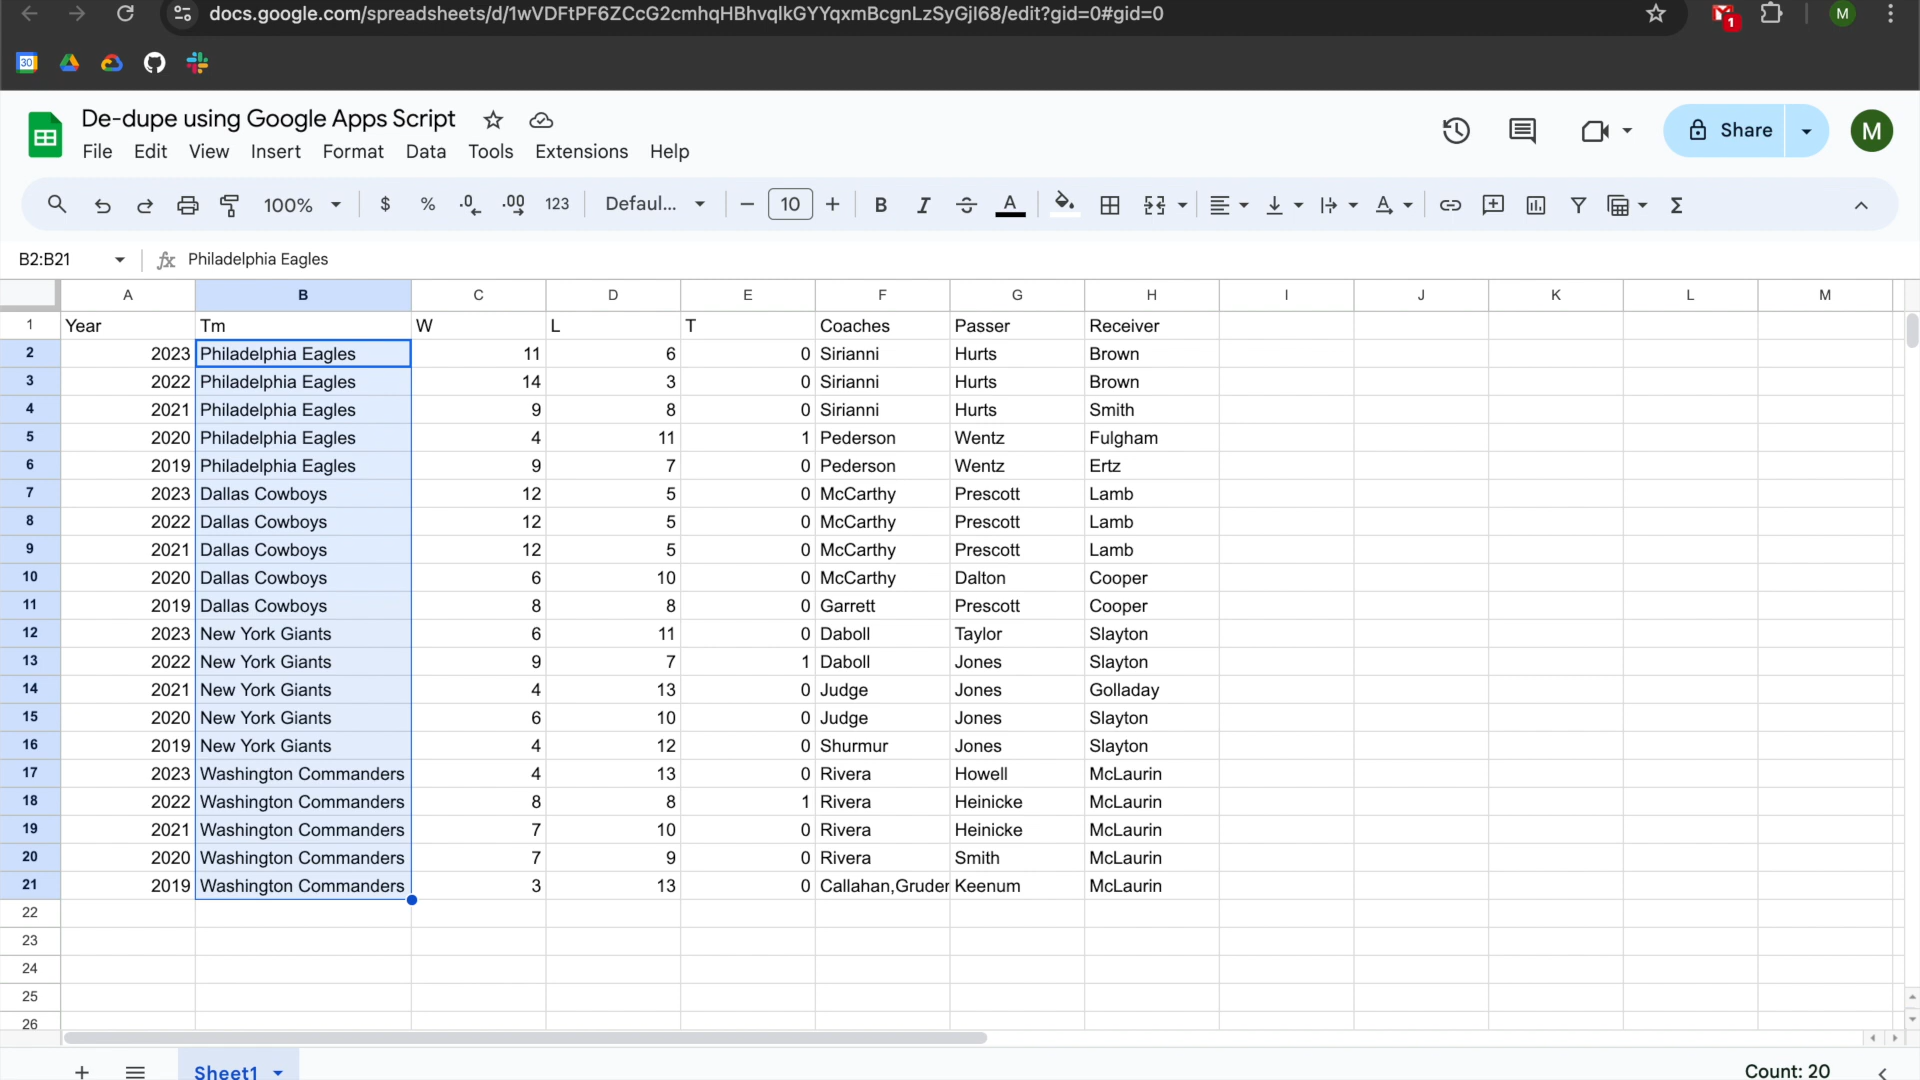 docs.google.com/spreadsheets/d/1wVDFtPF6ZCcG2cmhqHBhvqIkGYYqxmBcgnLzSyGjI68/edit?gid=0#gid=0
1
M
30
De-dupe using Google Apps Script
File Edit View Insert Format Data Tools Extensions Help
Share
M
100% $ % .0 .00 123 Defaul... 10 B I A A Σ
B2:B21 fx Philadelphia Eagles
A B C D E F G H I J K L M
1 Year Tm W L T Coaches Passer Receiver
2 2023 Philadelphia Eagles 11 6 0 Sirianni Hurts Brown
3 2022 Philadelphia Eagles 14 3 0 Sirianni Hurts Brown
4 2021 Philadelphia Eagles 9 8 0 Sirianni Hurts Smith
5 2020 Philadelphia Eagles 4 11 1 Pederson Wentz Fulgham
6 2019 Philadelphia Eagles 9 7 0 Pederson Wentz Ertz
7 2023 Dallas Cowboys 12 5 0 McCarthy Prescott Lamb
8 2022 Dallas Cowboys 12 5 0 McCarthy Prescott Lamb
9 2021 Dallas Cowboys 12 5 0 McCarthy Prescott Lamb
10 2020 Dallas Cowboys 6 10 0 McCarthy Dalton Cooper
11 2019 Dallas Cowboys 8 8 0 Garrett Prescott Cooper
12 2023 New York Giants 6 11 0 Daboll Taylor Slayton
13 2022 New York Giants 9 7 1 Daboll Jones Slayton
14 2021 New York Giants 4 13 0 Judge Jones Golladay
15 2020 New York Giants 6 10 0 Judge Jones Slayton
16 2019 New York Giants 4 12 0 Shurmur Jones Slayton
17 2023 Washington Commanders 4 13 0 Rivera Howell McLaurin
18 2022 Washington Commanders 8 8 1 Rivera Heinicke McLaurin
19 2021 Washington Commanders 7 10 0 Rivera Heinicke McLaurin
20 2020 Washington Commanders 7 9 0 Rivera Smith McLaurin
21 2019 Washington Commanders 3 13 0 Callahan,Gruden Keenum McLaurin
22
23
24
25
26
Sheet1 Count: 20